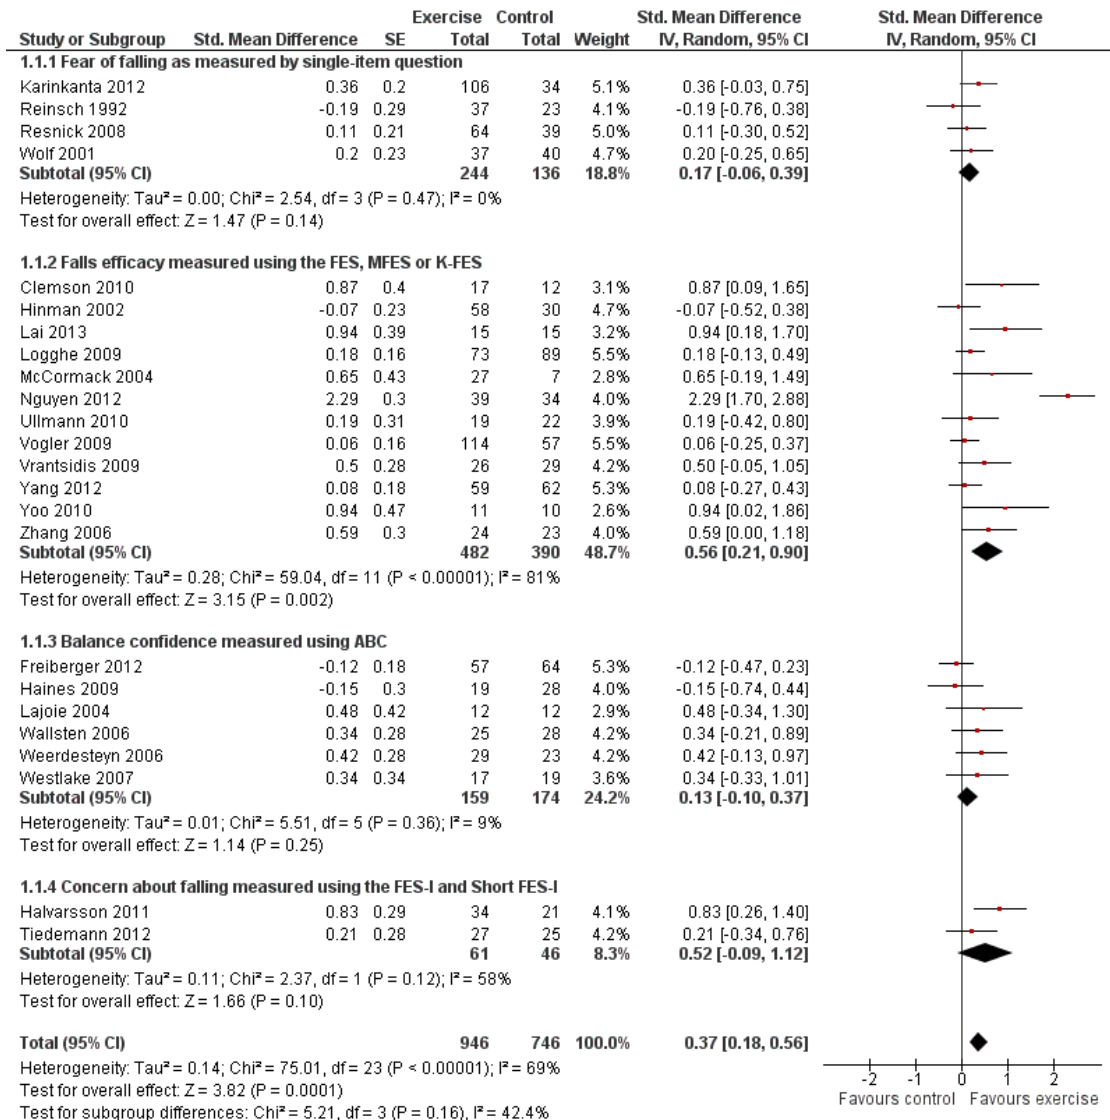 Exercise Control Std. Mean Difference Std. Mean Difference
Study or Subgroup Std. Mean Difference SE Total Total Weight IV, Random, 95% CI IV, Random, 95% CI
1.1.1 Fear of falling as measured by single-item question
Karinkanta 2012 0.36 0.2 106 34 5.1% 0.36 [-0.03, 0.75]
Reinsch 1992 -0.19 0.29 37 23 4.1% -0.19 [-0.76, 0.38]
Resnick 2008 0.11 0.21 64 39 5.0% 0.11 [-0.30, 0.52]
Wolf 2001 0.2 0.23 37 40 4.7% 0.20 [-0.25, 0.65]
Subtotal (95% CI) 244 136 18.8% 0.17 [-0.06, 0.39]
Heterogeneity: Tau² = 0.00; Chi² = 2.54, df = 3 (P = 0.47); I² = 0%
Test for overall effect: Z = 1.47 (P = 0.14)
1.1.2 Falls efficacy measured using the FES, MFES or K-FES
Clemson 2010 0.87 0.4 17 12 3.1% 0.87 [0.09, 1.65]
Hinman 2002 -0.07 0.23 58 30 4.7% -0.07 [-0.52, 0.38]
Lai 2013 0.94 0.39 15 15 3.2% 0.94 [0.18, 1.70]
Logghe 2009 0.18 0.16 73 89 5.5% 0.18 [-0.13, 0.49]
McCormack 2004 0.65 0.43 27 7 2.8% 0.65 [-0.19, 1.49]
Nguyen 2012 2.29 0.3 39 34 4.0% 2.29 [1.70, 2.88]
Ullmann 2010 0.19 0.31 19 22 3.9% 0.19 [-0.42, 0.80]
Vogler 2009 0.06 0.16 114 57 5.5% 0.06 [-0.25, 0.37]
Vrantsidis 2009 0.5 0.28 26 29 4.2% 0.50 [-0.05, 1.05]
Yang 2012 0.08 0.18 59 62 5.3% 0.08 [-0.27, 0.43]
Yoo 2010 0.94 0.47 11 10 2.6% 0.94 [0.02, 1.86]
Zhang 2006 0.59 0.3 24 23 4.0% 0.59 [0.00, 1.18]
Subtotal (95% CI) 482 390 48.7% 0.56 [0.21, 0.90]
Heterogeneity: Tau² = 0.28; Chi² = 59.04, df = 11 (P < 0.00001); I² = 81%
Test for overall effect: Z = 3.15 (P = 0.002)
1.1.3 Balance confidence measured using ABC
Freiberger 2012 -0.12 0.18 57 64 5.3% -0.12 [-0.47, 0.23]
Haines 2009 -0.15 0.3 19 28 4.0% -0.15 [-0.74, 0.44]
Lajoie 2004 0.48 0.42 12 12 2.9% 0.48 [-0.34, 1.30]
Wallsten 2006 0.34 0.28 25 28 4.2% 0.34 [-0.21, 0.89]
Weerdesteyn 2006 0.42 0.28 29 23 4.2% 0.42 [-0.13, 0.97]
Westlake 2007 0.34 0.34 17 19 3.6% 0.34 [-0.33, 1.01]
Subtotal (95% CI) 159 174 24.2% 0.13 [-0.10, 0.37]
Heterogeneity: Tau² = 0.01; Chi² = 5.51, df = 5 (P = 0.36); I² = 9%
Test for overall effect: Z = 1.14 (P = 0.25)
1.1.4 Concern about falling measured using the FES-I and Short FES-I
Halvarsson 2011 0.83 0.29 34 21 4.1% 0.83 [0.26, 1.40]
Tiedemann 2012 0.21 0.28 27 25 4.2% 0.21 [-0.34, 0.76]
Subtotal (95% CI) 61 46 8.3% 0.52 [-0.09, 1.12]
Heterogeneity: Tau² = 0.11; Chi² = 2.37, df = 1 (P = 0.12); I² = 58%
Test for overall effect: Z = 1.66 (P = 0.10)
Total (95% CI) 946 746 100.0% 0.37 [0.18, 0.56]
Heterogeneity: Tau² = 0.14; Chi² = 75.01, df = 23 (P < 0.00001); I² = 69%
Test for overall effect: Z = 3.82 (P = 0.0001)
Test for subgroup differences: Chi² = 5.21, df = 3 (P = 0.16), I² = 42.4%
-2 -1 0 1 2
Favours control Favours exercise